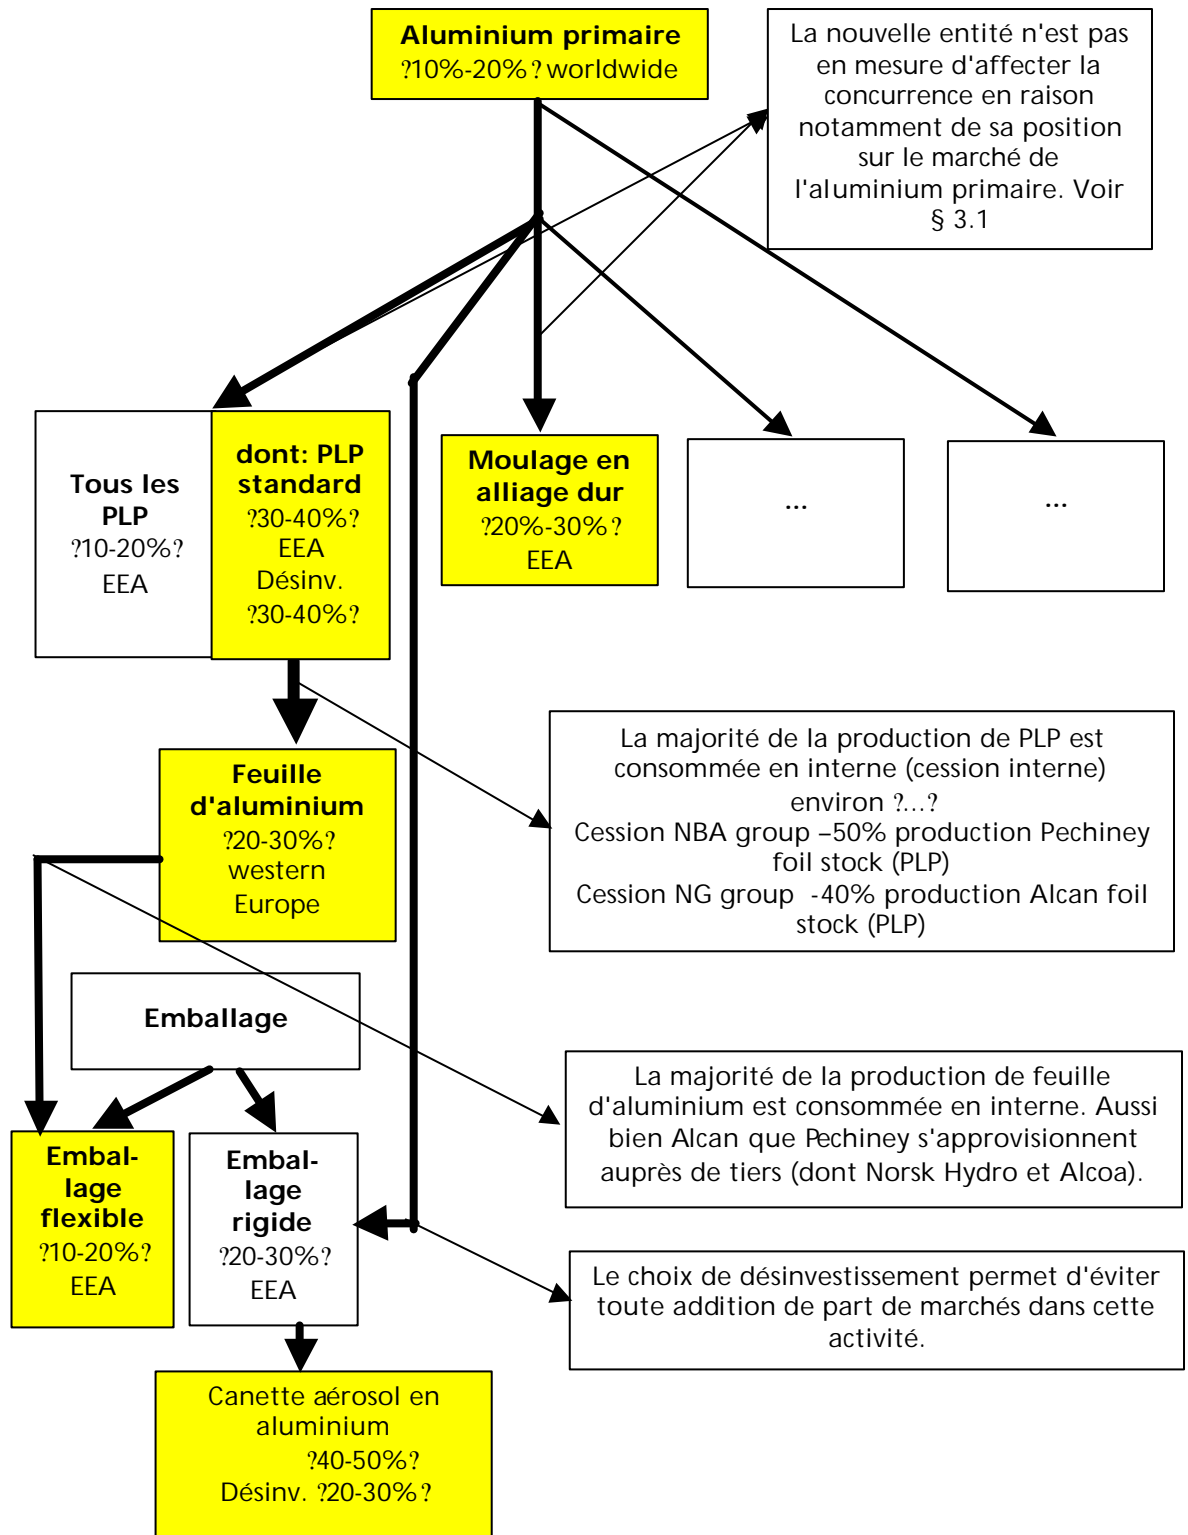 Aluminium primaire
?10%-20%? worldwide
La nouvelle entité n'est pas
en mesure d'affecter la
concurrence en raison
notamment de sa position
sur le marché de
l'aluminium primaire. Voir
§ 3.1
Tous les
PLP
?10-20%?
EEA
dont: PLP
standard
?30-40%?
EEA
Désinv.
?30-40%?
Moulage en
alliage dur
?20%-30%?
EEA
...
...
La majorité de la production de PLP est
consommée en interne (cession interne)
environ ?...?
Cession NBA group –50% production Pechiney
foil stock (PLP)
Cession NG group -40% production Alcan foil
stock (PLP)
Feuille
d'aluminium
?20-30%?
western
Europe
Emballage
La majorité de la production de feuille
d'aluminium est consommée en interne. Aussi
bien Alcan que Pechiney s'approvisionnent
auprès de tiers (dont Norsk Hydro et Alcoa).
Embal-
lage
flexible
?10-20%?
EEA
Embal-
lage
rigide
?20-30%?
EEA
Le choix de désinvestissement permet d'éviter
toute addition de part de marchés dans cette
activité.
Canette aérosol en
aluminium
?40-50%?
Désinv. ?20-30%?